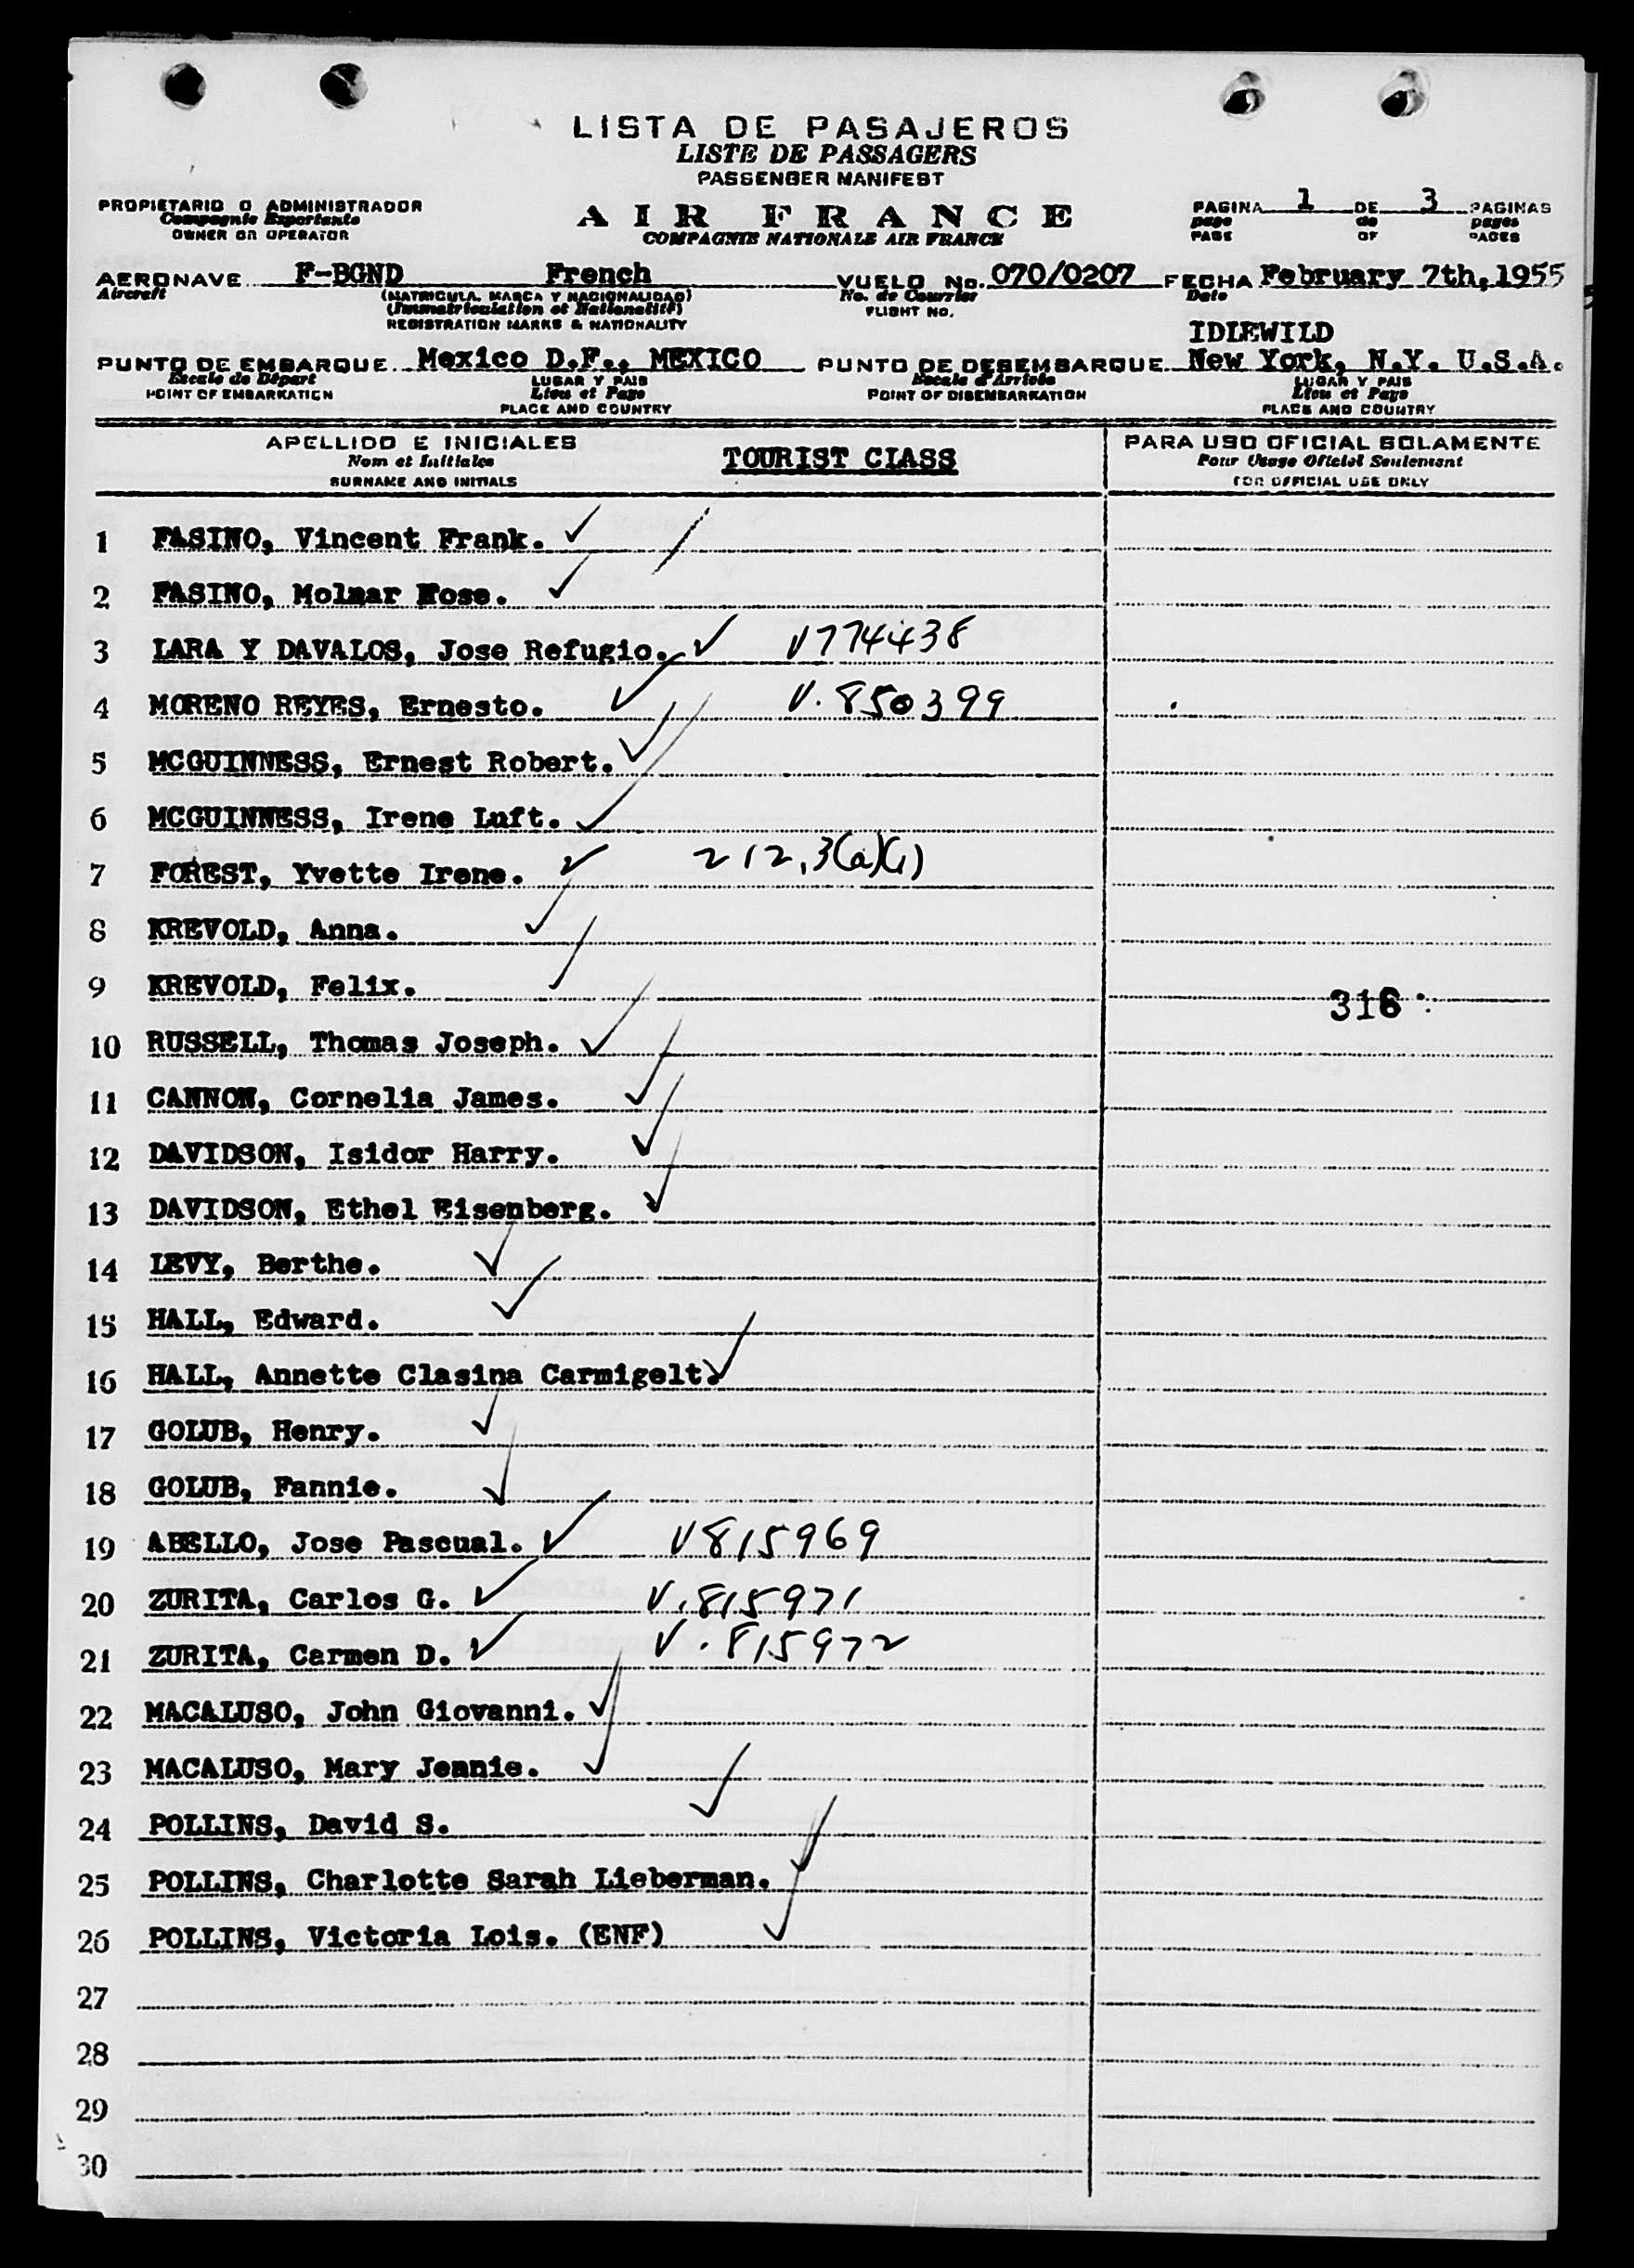 LISTA DE PASAJEROS
LISTE DE PASSAGERS
PASSENGER MANIFEST
PROPIETARIO O ADMINISTRADOR
Compagnie Exportante
OWNER OR OPERATOR
AIR FRANCE
COMPAGNIE NATIONALE AIR FRANCE
PAGINA 1 DE 3 PAGINAS
page de pages
PAGE OF PAGES
AERONAVE F-BGND French VUELO No. 070/0207 FECHA February 7th, 1955
Aircraft (MATRICULA, MARCA Y NACIONALIDAD) No. de Courrier Date
(Immatriculation et Nationalité) FLIGHT NO.
REGISTRATION MARKS & NATIONALITY
IDLEWILD
PUNTO DE EMBARQUE Mexico D.F., MEXICO PUNTO DE DESEMBARQUE New York, N.Y. U.S.A.
Escale de Départ LUGAR Y PAIS Escale d'Arrivée LUGAR Y PAIS
POINT OF EMBARKATION Lieu et Pays POINT OF DISEMBARKATION Lieu et Pays
PLACE AND COUNTRY PLACE AND COUNTRY
APELLIDO E INICIALES TOURIST CLASS PARA USO OFICIAL SOLAMENTE
Nom et Initiales Pour Usage Officiel Seulement
SURNAME AND INITIALS FOR OFFICIAL USE ONLY
1 FASINO, Vincent Frank.
2 FASINO, Molnar Rose.
3 LARA Y DAVALOS, Jose Refugio. V774438
4 MORENO REYES, Ernesto. V.850399
5 MCGUINNESS, Ernest Robert.
6 MCGUINNESS, Irene Luft.
7 FOREST, Yvette Irene. 212.3(a)(1)
8 KREVOLD, Anna.
9 KREVOLD, Felix.
316
10 RUSSELL, Thomas Joseph.
11 CANNON, Cornelia James.
12 DAVIDSON, Isidor Harry.
13 DAVIDSON, Ethel Eisenberg.
14 LEVY, Berthe.
15 HALL, Edward.
16 HALL, Annette Clasina Carmigelt.
17 GOLUB, Henry.
18 GOLUB, Fannie.
19 ABELLO, Jose Pascual. V815969
20 ZURITA, Carlos G. V.815971
21 ZURITA, Carmen D. V.815972
22 MACALUSO, John Giovanni.
23 MACALUSO, Mary Jennie.
24 POLLINS, David S.
25 POLLINS, Charlotte Sarah Lieberman.
26 POLLINS, Victoria Lois. (ENF)
27
28
29
30